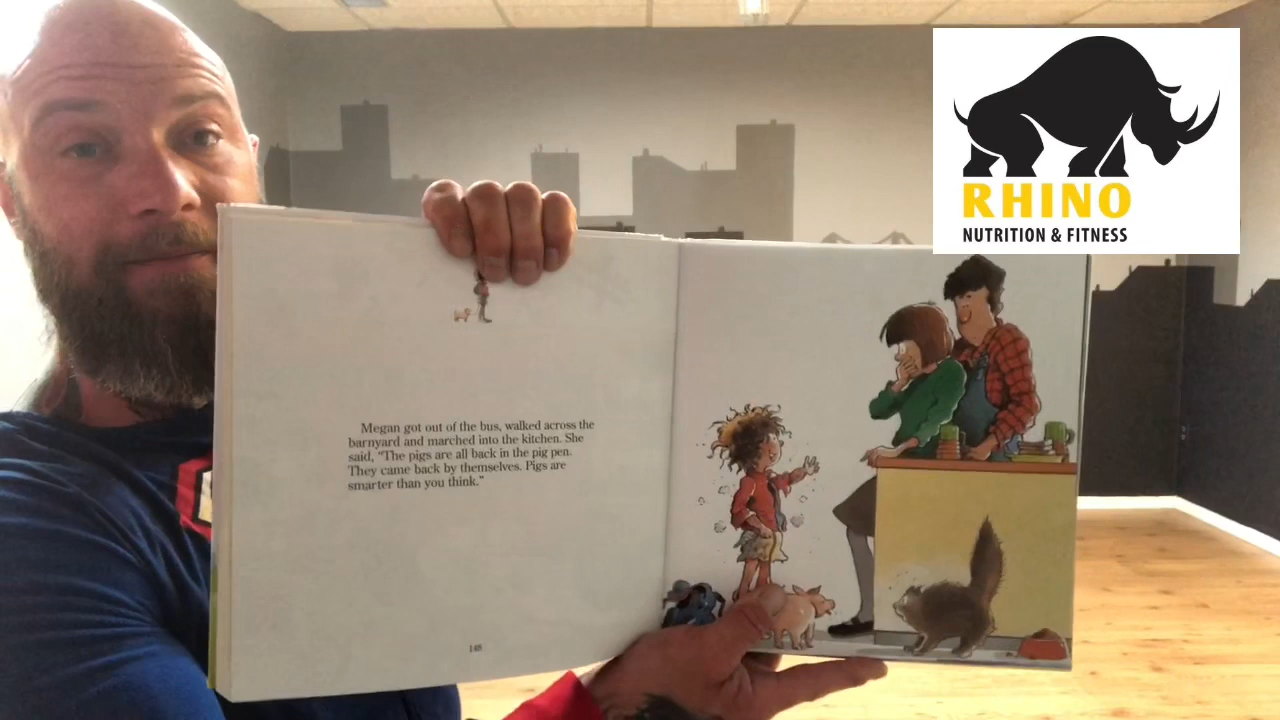 RHINO
NUTRITION & FITNESS
Megan got out of the bus, walked across the
barnyard and marched into the kitchen. She
said, "The pigs are all back in the pig pen.
They came back by themselves. Pigs are
smarter than you think."
148